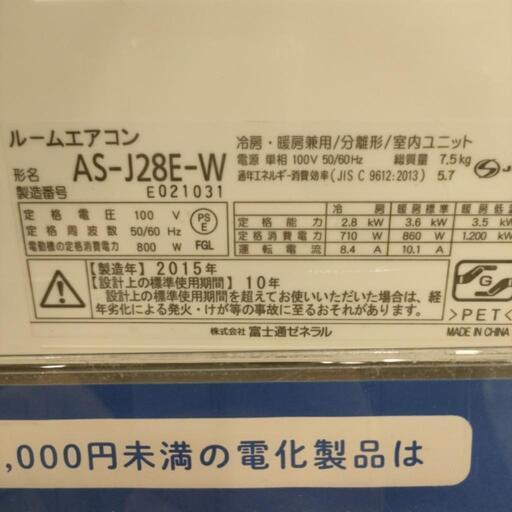 ルームエアコン
形名 AS-J28E-W
製造番号 E021031
冷房・暖房兼用/分離形/室内ユニット
電源 単相100V 50/60Hz 総質量 7.5kg
通年エネルギー消費効率(JIS C 9612:2013) 5.7
定格電圧 100 V
定格周波数 50/60 Hz
電動機の定格消費電力 800 W
PS
E
FGL
冷房 暖房標準 暖房低温
定格能力 2.8 kW 3.6 kW 3.5 k
定格消費電力 710 W 860 W 1,200
運転電流 8.4 A 10.1 A
【製造年】2015年
【設計上の標準使用期間】10年
設計上の標準使用期間を超えてお使いいただいた場合は、経
年劣化による発火・けが等の事故に至るおそれがあります。
株式会社 富士通ゼネラル
G
>PET<
MADE IN CHINA
,000円未満の電化製品は